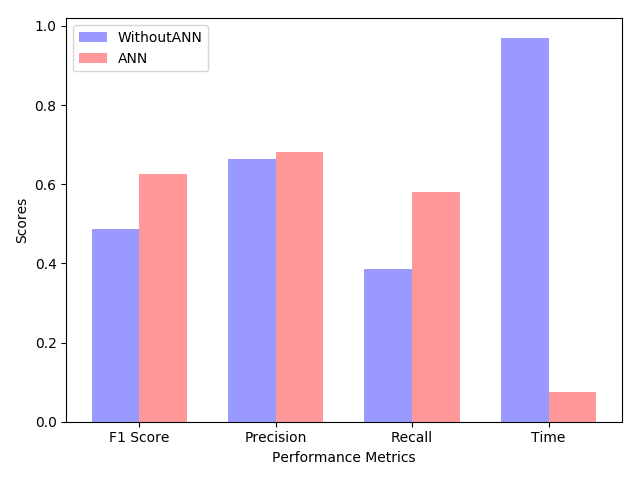 WithoutANN
ANN
1.0
0.8
0.6
0.4
0.2
0.0
Scores
F1 Score Precision Recall Time
Performance Metrics